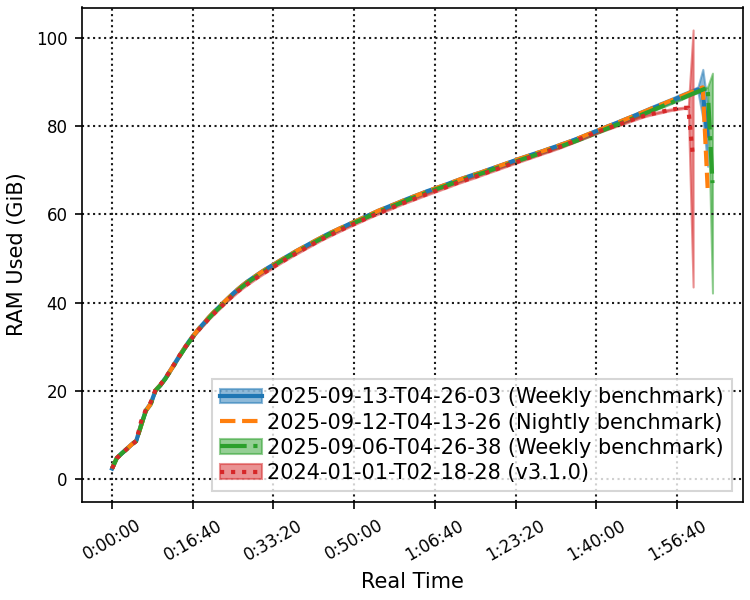 100
80
60
40
20
0
RAM Used (GiB)
2025-09-13-T04-26-03 (Weekly benchmark)
2025-09-12-T04-13-26 (Nightly benchmark)
2025-09-06-T04-26-38 (Weekly benchmark)
2024-01-01-T02-18-28 (v3.1.0)
0:00:00
0:16:40
0:33:20
0:50:00
1:06:40
1:23:20
1:40:00
1:56:40
Real Time